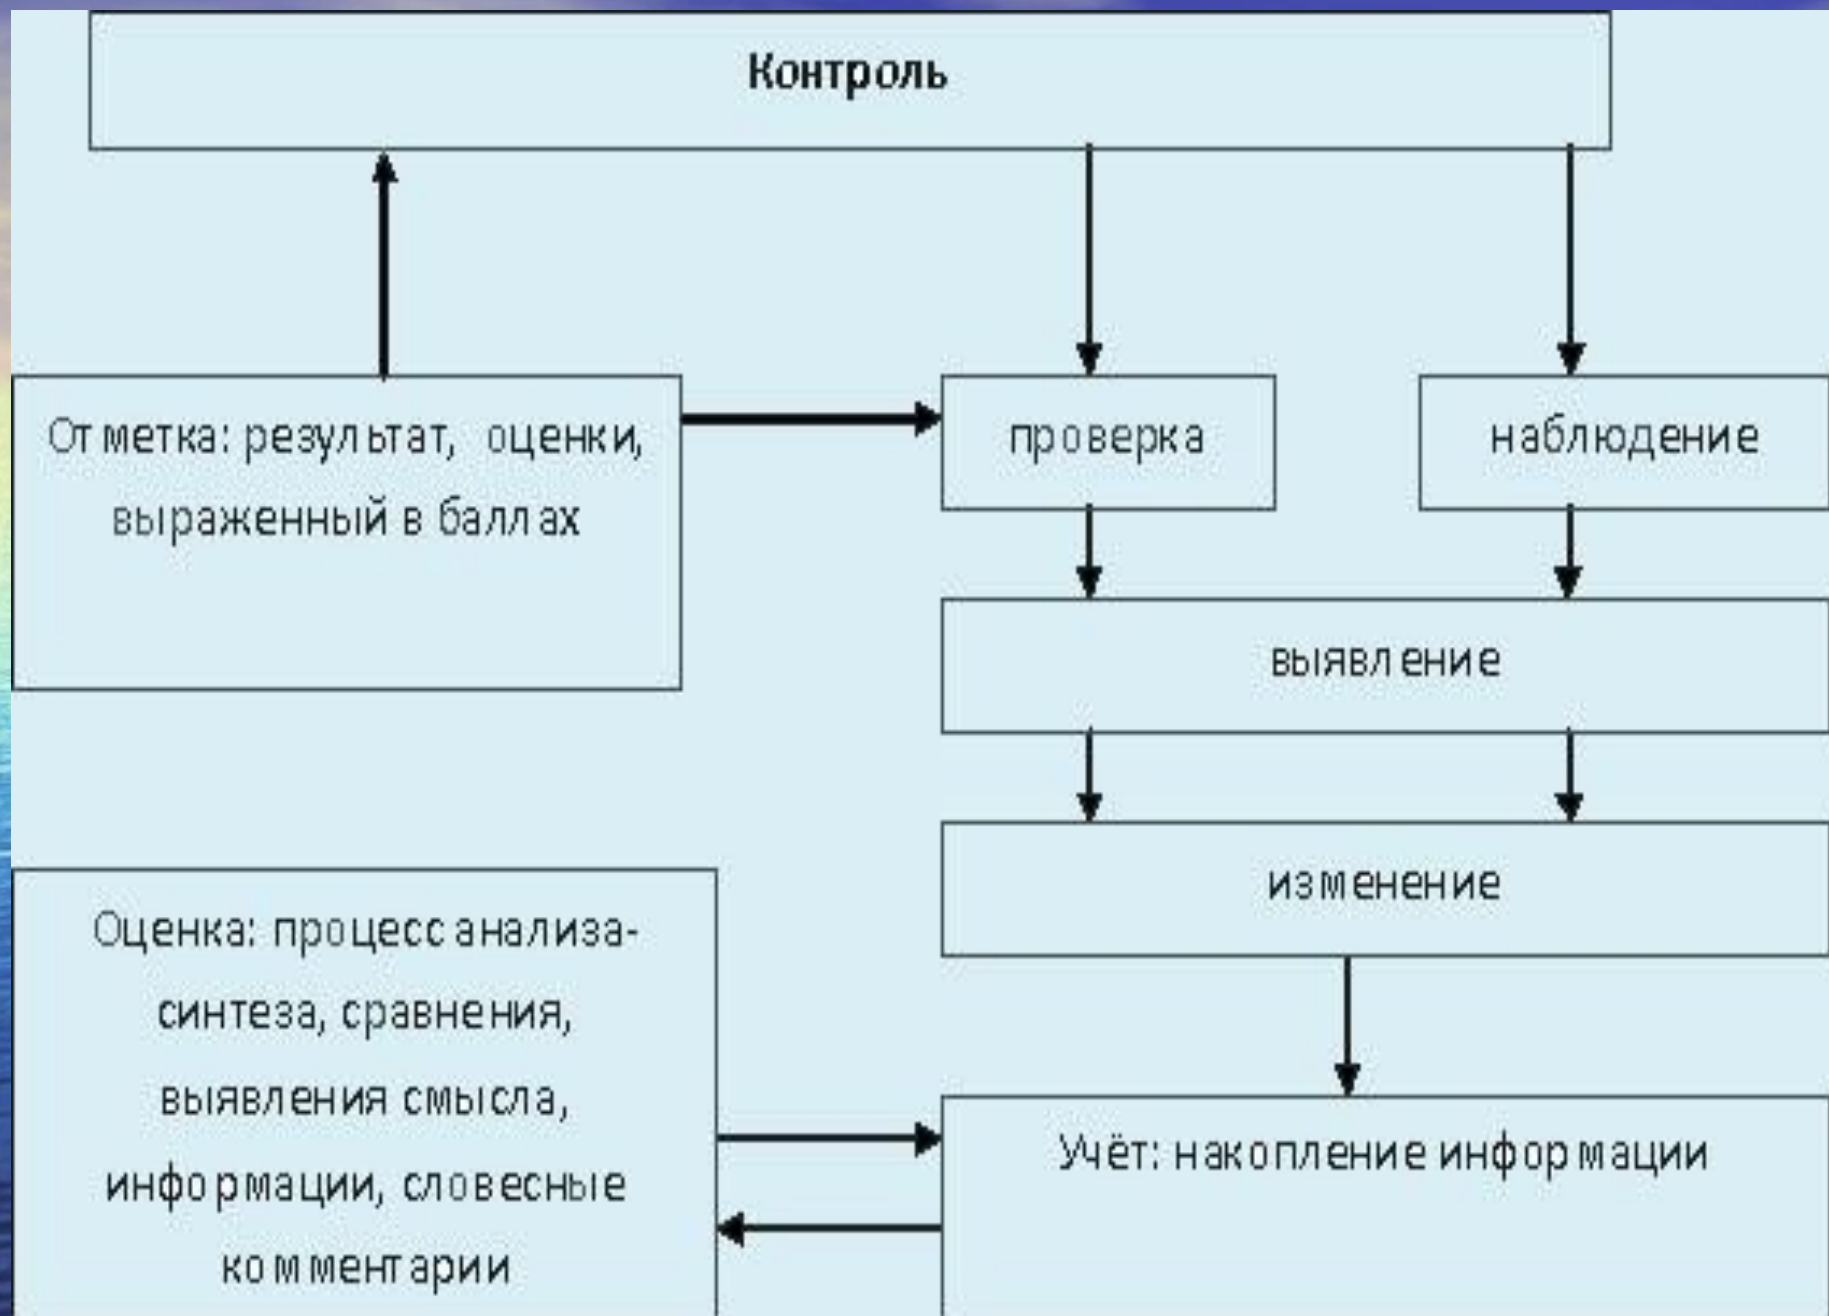 Контроль
Отметка: результат, оценки,
выраженный в баллах
проверка
наблюдение
выявление
изменение
Оценка: процесс анализа-
синтеза, сравнения,
выявления смысла,
информации, словесные
комментарии
Учёт: накопление информации